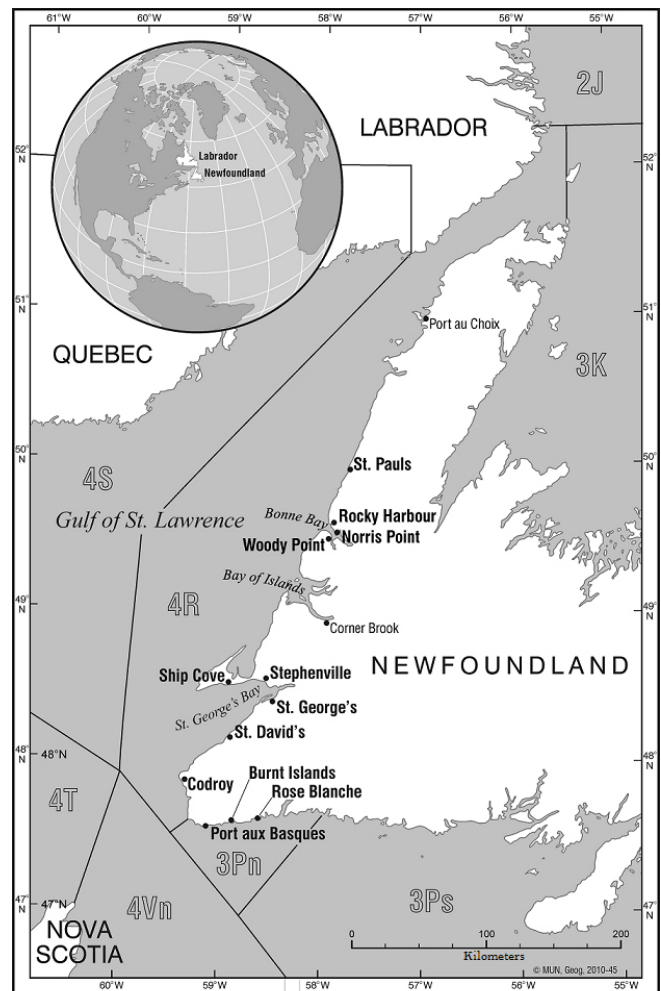 61°W
60°W
59°W
58°W
57°W
56°W
55°W
2J
LABRADOR
52°
N
52°
N
Labrador
Newfoundland
51°
N
51°
N
Port au Choix
QUEBEC
3K
50°
N
50°
N
St. Pauls
4S
Gulf of St. Lawrence
Bonne Bay
Rocky Harbour
Norris Point
Woody Point
Bay of Islands
49°
N
49°
N
4R
Corner Brook
NEWFOUNDLAND
Ship Cove
Stephenville
St. George's Bay
St. George's
St. David's
48°
N
48°N
48°
N
Codroy
Burnt Islands
Rose Blanche
4T
Port aux Basques
3Pn
47°
N
47°N
47°
N
4Vn
3Ps
NOVA
SCOTIA
0
100
200
Kilometers
© MUN, Geog, 2010-45
60°W
59°W
58°W
57°W
56°W
55°W